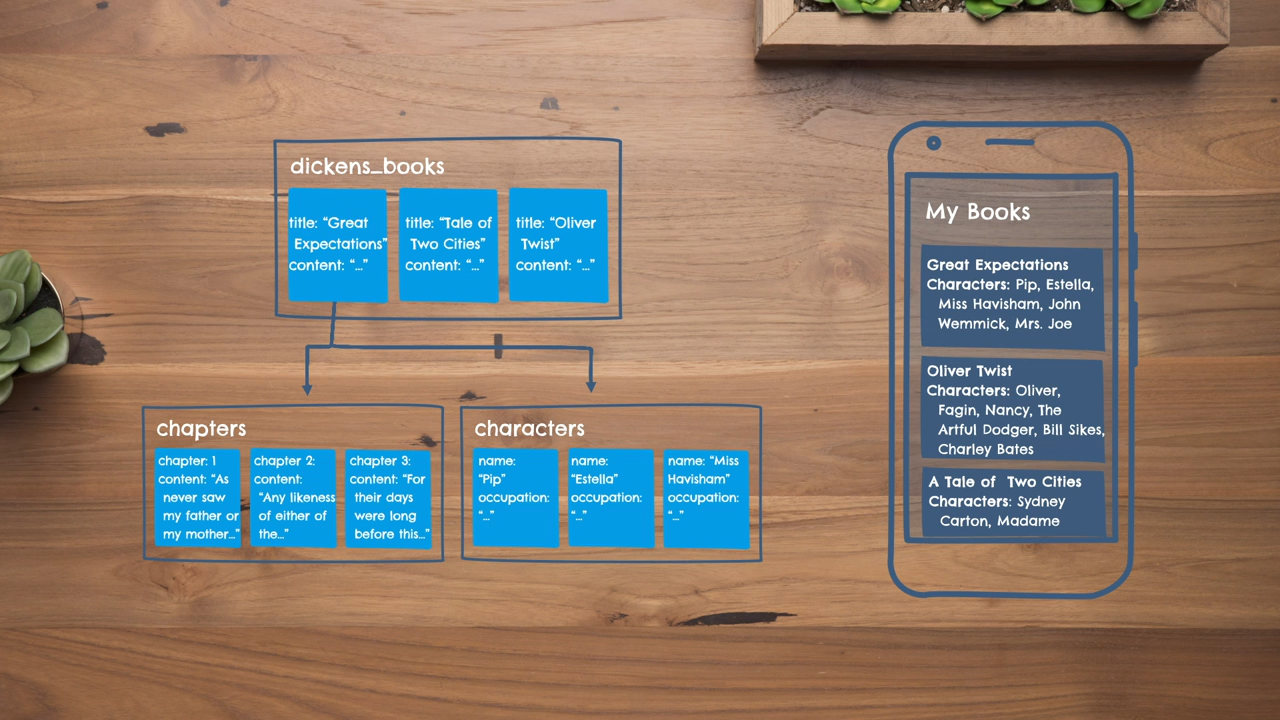 dickens_books
title: “Great
Expectations”
content: “...”
title: “Tale of
Two Cities”
content: “...”
title: “Oliver
Twist”
content: “...”
chapters
chapter: 1
content: “As
never saw
my father or
my mother...”
chapter 2:
content:
“Any likeness
of either of
the...”
chapter 3:
content: “For
their days
were long
before this...”
characters
name:
“Pip”
occupation:
“...”
name:
“Estella”
occupation:
“...”
name: “Miss
Havisham”
occupation:
“...”
My Books
Great Expectations
Characters: Pip, Estella,
Miss Havisham, John
Wemmick, Mrs. Joe
Oliver Twist
Characters: Oliver,
Fagin, Nancy, The
Artful Dodger, Bill Sikes,
Charley Bates
A Tale of Two Cities
Characters: Sydney
Carton, Madame